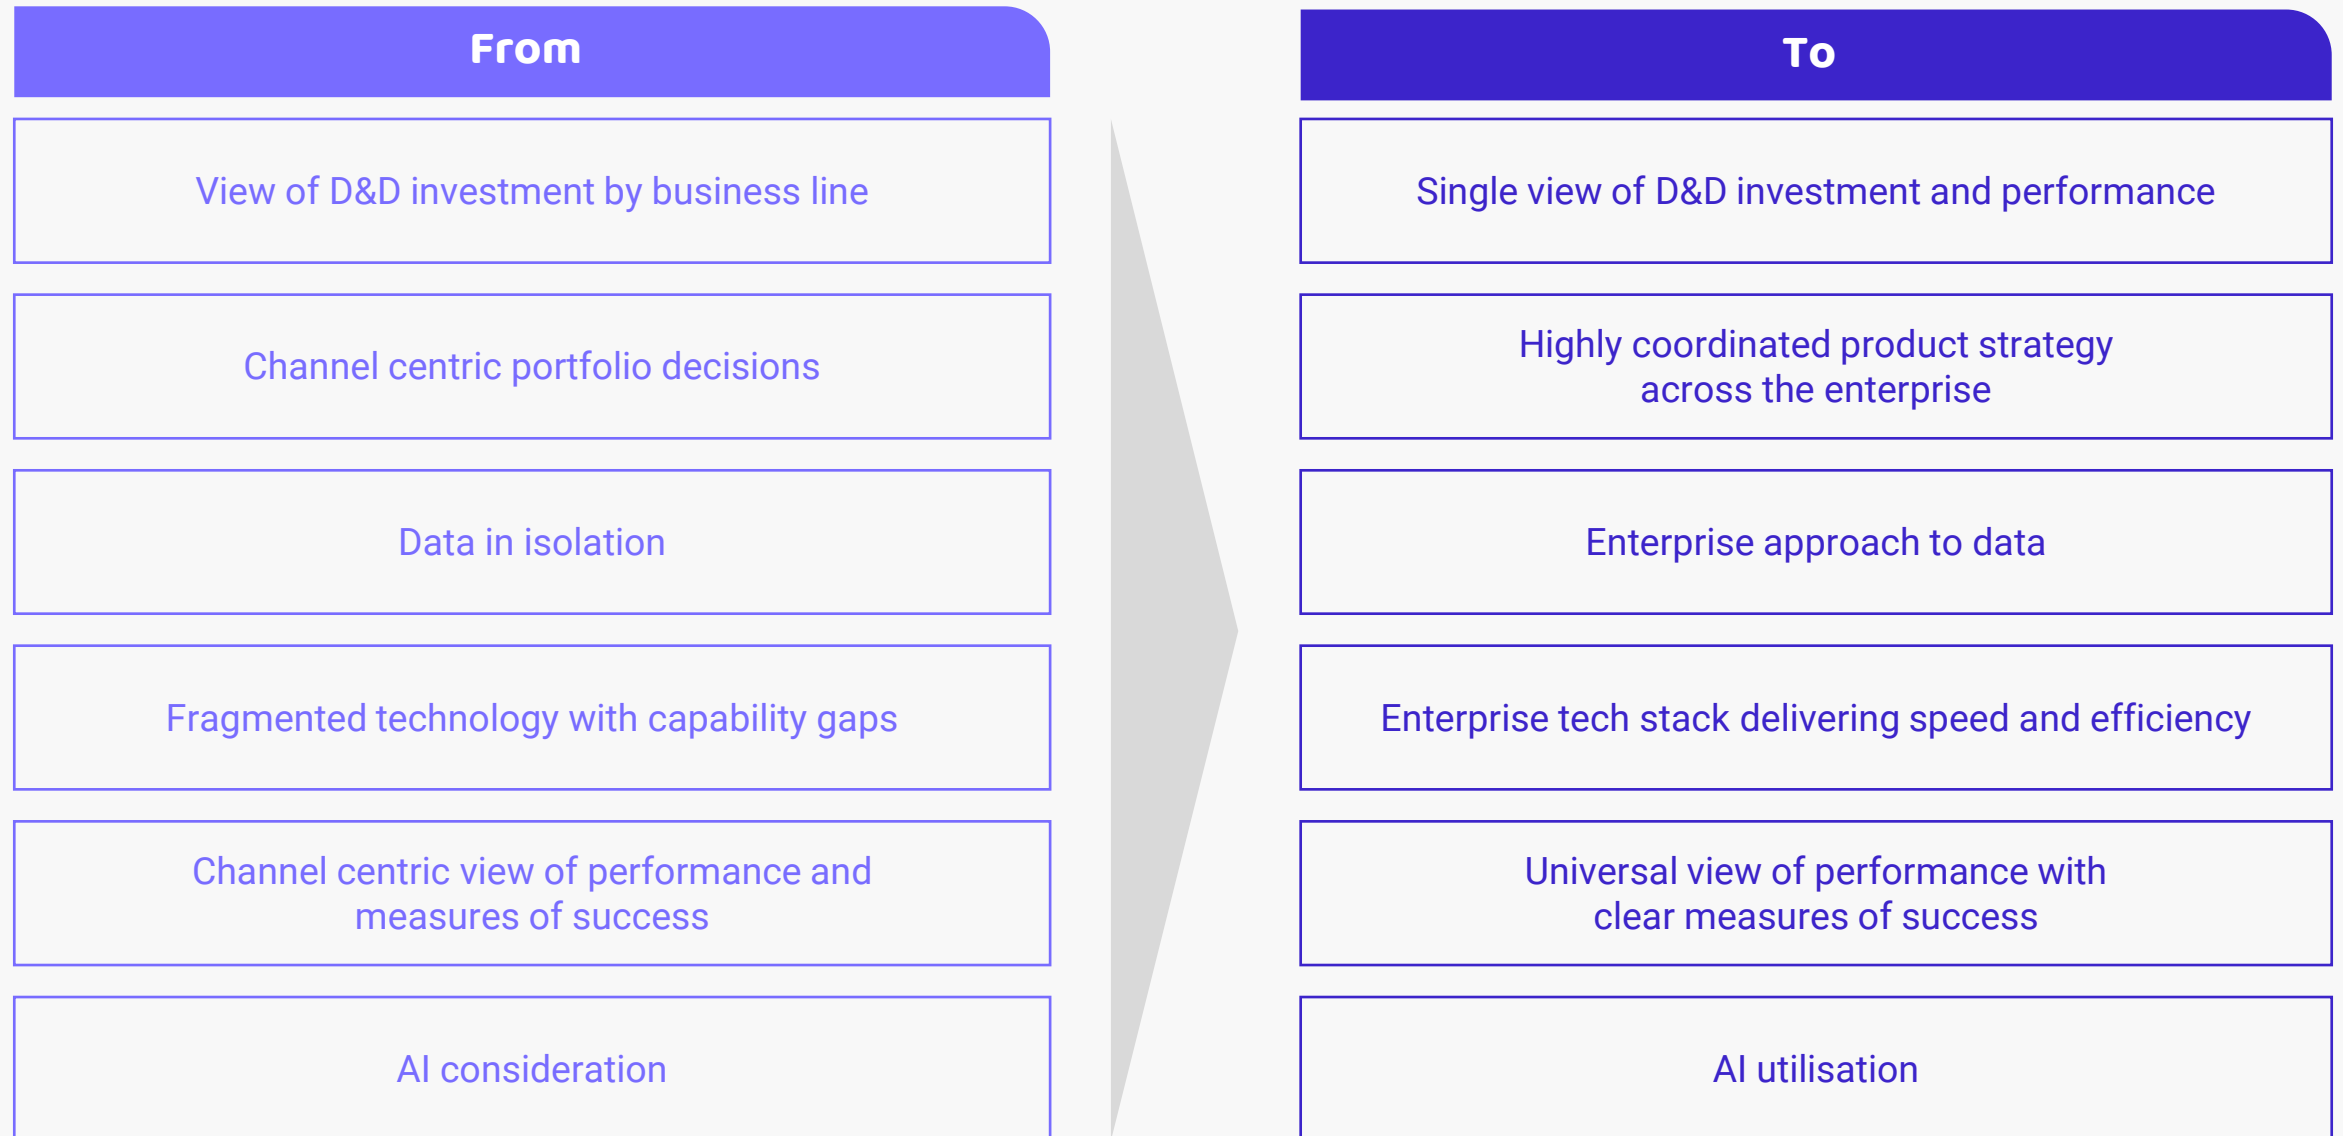 From
To
View of D&D investment by business line
Single view of D&D investment and performance
Channel centric portfolio decisions
Highly coordinated product strategy
across the enterprise
Data in isolation
Enterprise approach to data
Fragmented technology with capability gaps
Enterprise tech stack delivering speed and efficiency
Channel centric view of performance and
measures of success
Universal view of performance with
clear measures of success
AI consideration
AI utilisation